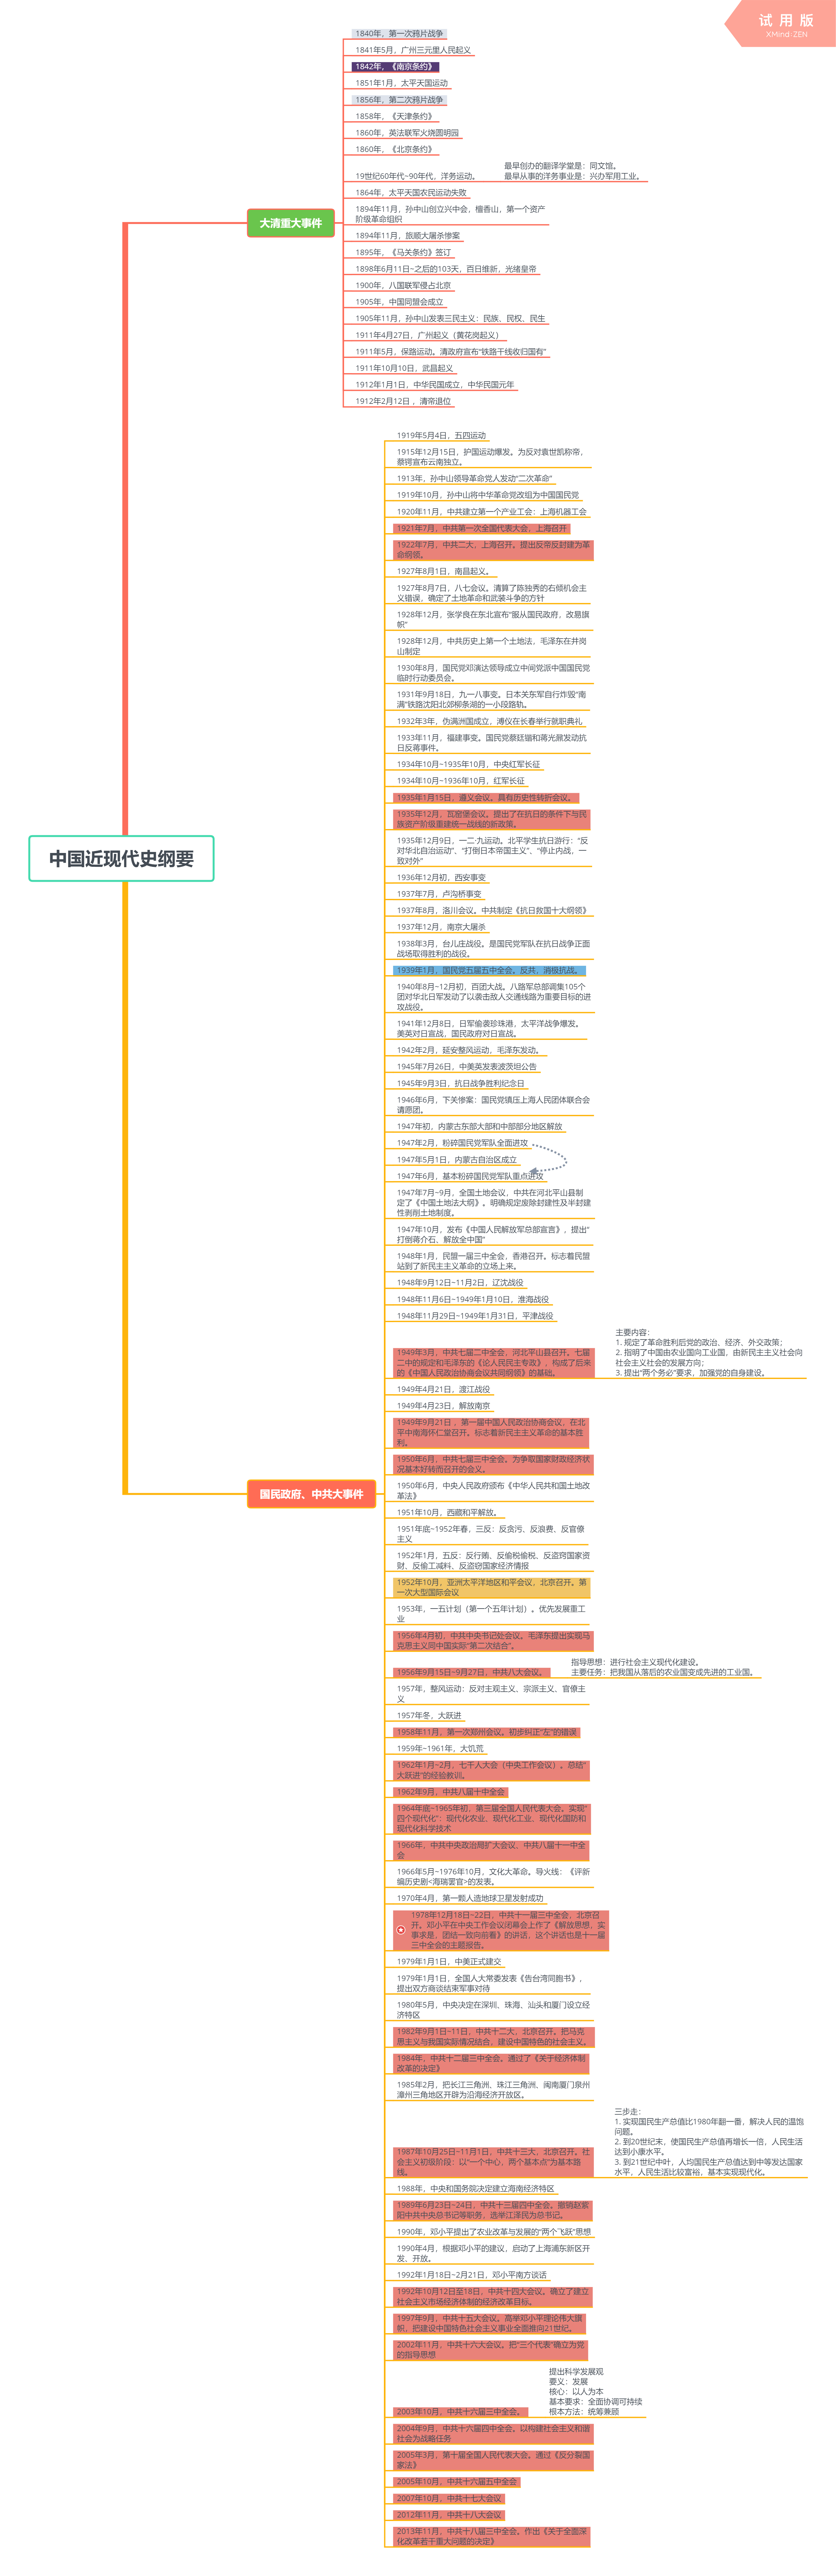 试 用 版
XMind:ZEN
中国近现代史纲要
大清重大事件
1840年，第一次鸦片战争
1841年5月，广州三元里人民起义
1842年，《南京条约》
1851年1月，太平天国运动
1856年，第二次鸦片战争
1858年，《天津条约》
1860年，英法联军火烧圆明园
1860年，《北京条约》
19世纪60年代~90年代，洋务运动。
最早创办的翻译学堂是：同文馆。
最早从事的洋务事业是：兴办军用工业。
1864年，太平天国农民运动失败
1894年11月，孙中山创立兴中会，檀香山，第一个资产
阶级革命组织
1894年11月，旅顺大屠杀惨案
1895年，《马关条约》签订
1898年6月11日~之后的103天，百日维新，光绪皇帝
1900年，八国联军侵占北京
1905年，中国同盟会成立
1905年11月，孙中山发表三民主义：民族、民权、民生
1911年4月27日，广州起义（黄花岗起义）
1911年5月，保路运动。清政府宣布“铁路干线收归国有”
1911年10月10日，武昌起义
1912年1月1日，中华民国成立，中华民国元年
1912年2月12日 ，清帝退位
国民政府、中共大事件
1919年5月4日，五四运动
1915年12月15日，护国运动爆发。为反对袁世凯称帝，
蔡锷宣布云南独立。
1913年，孙中山领导革命党人发动“二次革命”
1919年10月，孙中山将中华革命党改组为中国国民党
1920年11月，中共建立第一个产业工会：上海机器工会
1921年7月，中共第一次全国代表大会，上海召开
1922年7月，中共二大，上海召开。提出反帝反封建为革
命纲领。
1927年8月1日，南昌起义。
1927年8月7日，八七会议。清算了陈独秀的右倾机会主
义错误，确定了土地革命和武装斗争的方针
1928年12月，张学良在东北宣布“服从国民政府，改易旗
帜”
1928年12月，中共历史上第一个土地法，毛泽东在井岗
山制定
1930年8月，国民党邓演达领导成立中间党派中国国民党
临时行动委员会。
1931年9月18日，九一八事变。日本关东军自行炸毁“南
满”铁路沈阳北郊柳条湖的一小段路轨。
1932年3年，伪满洲国成立，溥仪在长春举行就职典礼
1933年11月，福建事变。国民党蔡廷锴和蒋光鼐发动抗
日反蒋事件。
1934年10月~1935年10月，中央红军长征
1934年10月~1936年10月，红军长征
1935年1月15日，遵义会议。具有历史性转折会议。
1935年12月，瓦窑堡会议。提出了在抗日的条件下与民
族资产阶级重建统一战线的新政策。
1935年12月9日，一二·九运动。北平学生抗日游行：“反
对华北自治运动”、“打倒日本帝国主义”、“停止内战，一
致对外”
1936年12月初，西安事变
1937年7月，卢沟桥事变
1937年8月，洛川会议。中共制定《抗日救国十大纲领》
1937年12月，南京大屠杀
1938年3月，台儿庄战役。是国民党军队在抗日战争正面
战场取得胜利的战役。
1939年1月，国民党五届五中全会。反共，消极抗战。
1940年8月~12月初，百团大战。八路军总部调集105个
团对华北日军发动了以袭击敌人交通线路为重要目标的进
攻战役。
1941年12月8日，日军偷袭珍珠港，太平洋战争爆发。
美英对日宣战，国民政府对日宣战。
1942年2月，延安整风运动，毛泽东发动。
1945年7月26日，中美英发表波茨坦公告
1945年9月3日，抗日战争胜利纪念日
1946年6月，下关惨案：国民党镇压上海人民团体联合会
请愿团。
1947年初，内蒙古东部大部和中部部分地区解放
1947年2月，粉碎国民党军队全面进攻
1947年5月1日，内蒙古自治区成立
1947年6月，基本粉碎国民党军队重点进攻
1947年7月~9月，全国土地会议，中共在河北平山县制
定了《中国土地法大纲》。明确规定废除封建性及半封建
性剥削土地制度。
1947年10月，发布《中国人民解放军总部宣言》，提出“
打倒蒋介石，解放全中国”
1948年1月，民盟一届三中全会，香港召开。标志着民盟
站到了新民主主义革命的立场上来。
1948年9月12日~11月2日，辽沈战役
1948年11月6日~1949年1月10日，淮海战役
1948年11月29日~1949年1月31日，平津战役
1949年3月，中共七届二中全会，河北平山县召开。七届
二中的规定和毛泽东的《论人民民主专政》，构成了后来
的《中国人民政治协商会议共同纲领》的基础。
主要内容：
1. 规定了革命胜利后党的政治、经济、外交政策；
2. 指明了中国由农业国向工业国，由新民主主义社会向
社会主义社会的发展方向；
3. 提出“两个务必”要求，加强党的自身建设。
1949年4月21日，渡江战役
1949年4月23日，解放南京
1949年9月21日 ，第一届中国人民政治协商会议，在北
平中南海怀仁堂召开。标志着新民主主义革命的基本胜
利。
1950年6月，中共七届三中全会。为争取国家财政经济状
况基本好转而召开的会义。
1950年6月，中央人民政府颁布《中华人民共和国土地改
革法》
1951年10月，西藏和平解放。
1951年底~1952年春，三反：反贪污、反浪费、反官僚
主义
1952年1月，五反：反行贿、反偷税偷税、反盗窍国家资
财、反偷工减料、反盗窃国家经济情报
1952年10月，亚洲太平洋地区和平会议，北京召开。第
一次大型国际会议
1953年，一五计划（第一个五年计划）。优先发展重工
业
1956年4月初，中共中央书记处会议。毛泽东提出实现马
克思主义同中国实际“第二次结合”。
1956年9月15日~9月27日，中共八大会议。
指导思想：进行社会主义现代化建设。
主要任务：把我国从落后的农业国变成先进的工业国。
1957年，整风运动：反对主观主义、宗派主义、官僚主
义
1957年冬，大跃进
1958年11月，第一次郑州会议。初步纠正“左”的错误
1959年~1961年，大饥荒
1962年1月~2月，七千人大会（中央工作会议）。总结“
大跃进”的经验教训。
1962年9月，中共八届十中全会
1964年底~1965年初，第三届全国人民代表大会。实现“
四个现代化”：现代化农业、现代化工业、现代化国防和
现代化科学技术
1966年，中共中央政治局扩大会议、中共八届十一中全
会
1966年5月~1976年10月，文化大革命。导火线：《评新
编历史剧<海瑞罢官>的发表。
1970年4月，第一颗人造地球卫星发射成功
1978年12月18日~22日，中共十一届三中全会，北京召
开。邓小平在中央工作会议闭幕会上作了《解放思想，实
事求是，团结一致向前看》的讲话，这个讲话也是十一届
三中全会的主题报告。
1979年1月1日，中美正式建交
1979年1月1日，全国人大常委发表《告台湾同胞书》，
提出双方商谈结束军事对待
1980年5月，中央决定在深圳、珠海、汕头和厦门设立经
济特区
1982年9月1日~11日，中共十二大，北京召开。把马克
思主义与我国实际情况结合，建设中国特色的社会主义。
1984年，中共十二届三中全会。通过了《关于经济体制
改革的决定》
1985年2月，把长江三角洲、珠江三角洲、闽南厦门泉州
漳州三角地区开辟为沿海经济开放区。
1987年10月25日~11月1日，中共十三大，北京召开。社
会主义初级阶段：以“一个中心，两个基本点”为基本路
线。
三步走：
1. 实现国民生产总值比1980年翻一番，解决人民的温饱
问题。
2. 到20世纪末，使国民生产总值再增长一倍，人民生活
达到小康水平。
3. 到21世纪中叶，人均国民生产总值达到中等发达国家
水平，人民生活比较富裕，基本实现现代化。
1988年，中央和国务院决定建立海南经济特区
1989年6月23日~24日，中共十三届四中全会。撤销赵紫
阳中共中央总书记等职务，选举江泽民为总书记。
1990年，邓小平提出了农业改革与发展的“两个飞跃”思想
1990年4月，根据邓小平的建议，启动了上海浦东新区开
发、开放。
1992年1月18日~2月21日，邓小平南方谈话
1992年10月12日至18日，中共十四大会议。确立了建立
社会主义市场经济体制的经济改革目标。
1997年9月，中共十五大会议。高举邓小平理论伟大旗
帜，把建设中国特色社会主义事业全面推向21世纪。
2002年11月，中共十六大会议。把“三个代表”确立为党
的指导思想
2003年10月，中共十六届三中全会。
提出科学发展观
要义：发展
核心：以人为本
基本要求：全面协调可持续
根本方法：统筹兼顾
2004年9月，中共十六届四中全会。以构建社会主义和谐
社会为战略任务
2005年3月，第十届全国人民代表大会。通过《反分裂国
家法》
2005年10月，中共十六届五中全会
2007年10月，中共十七大会议
2012年11月，中共十八大会议
2013年11月，中共十八届三中全会。作出《关于全面深
化改革若干重大问题的决定》